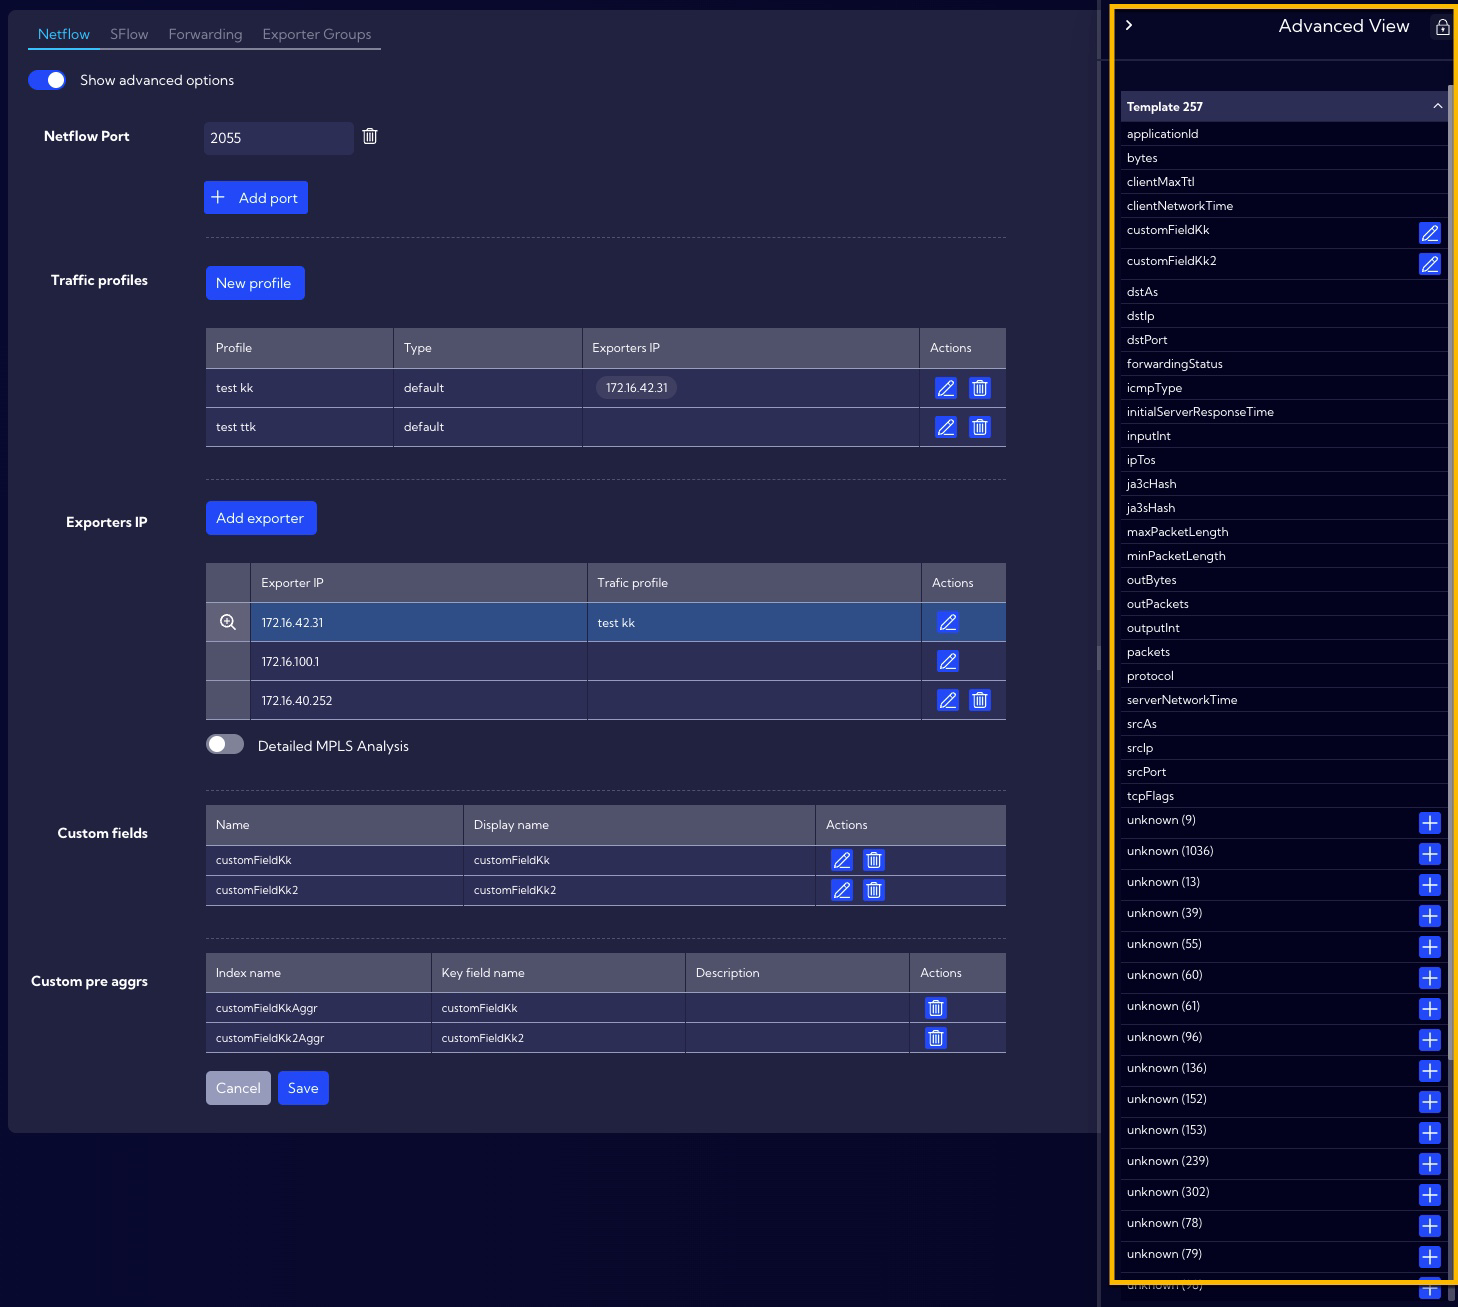 Netflow SFlow Forwarding Exporter Groups
Show advanced options
Netflow Port
2055
Add port
Traffic profiles
New profile
Profile Type Exporters IP Actions
test kk default 172.16.42.31
test ttk default
Exporters IP
Add exporter
Exporter IP Trafic profile Actions
172.16.42.31 test kk
172.16.100.1
172.16.40.252
Detailed MPLS Analysis
Custom fields
Name Display name Actions
customFieldKk customFieldKk
customFieldKk2 customFieldKk2
Custom pre aggrs
Index name Key field name Description Actions
customFieldKkAggr customFieldKk
customFieldKk2Aggr customFieldKk2
Cancel Save
Advanced View
Template 257
applicationId
bytes
clientMaxTtl
clientNetworkTime
customFieldKk
customFieldKk2
dstAs
dstIp
dstPort
forwardingStatus
icmpType
initialServerResponseTime
inputInt
ipTos
ja3cHash
ja3sHash
maxPacketLength
minPacketLength
outBytes
outPackets
outputInt
packets
protocol
serverNetworkTime
srcAs
srcIp
srcPort
tcpFlags
unknown (9)
unknown (1036)
unknown (13)
unknown (39)
unknown (55)
unknown (60)
unknown (61)
unknown (96)
unknown (136)
unknown (152)
unknown (153)
unknown (239)
unknown (302)
unknown (78)
unknown (79)
unknown